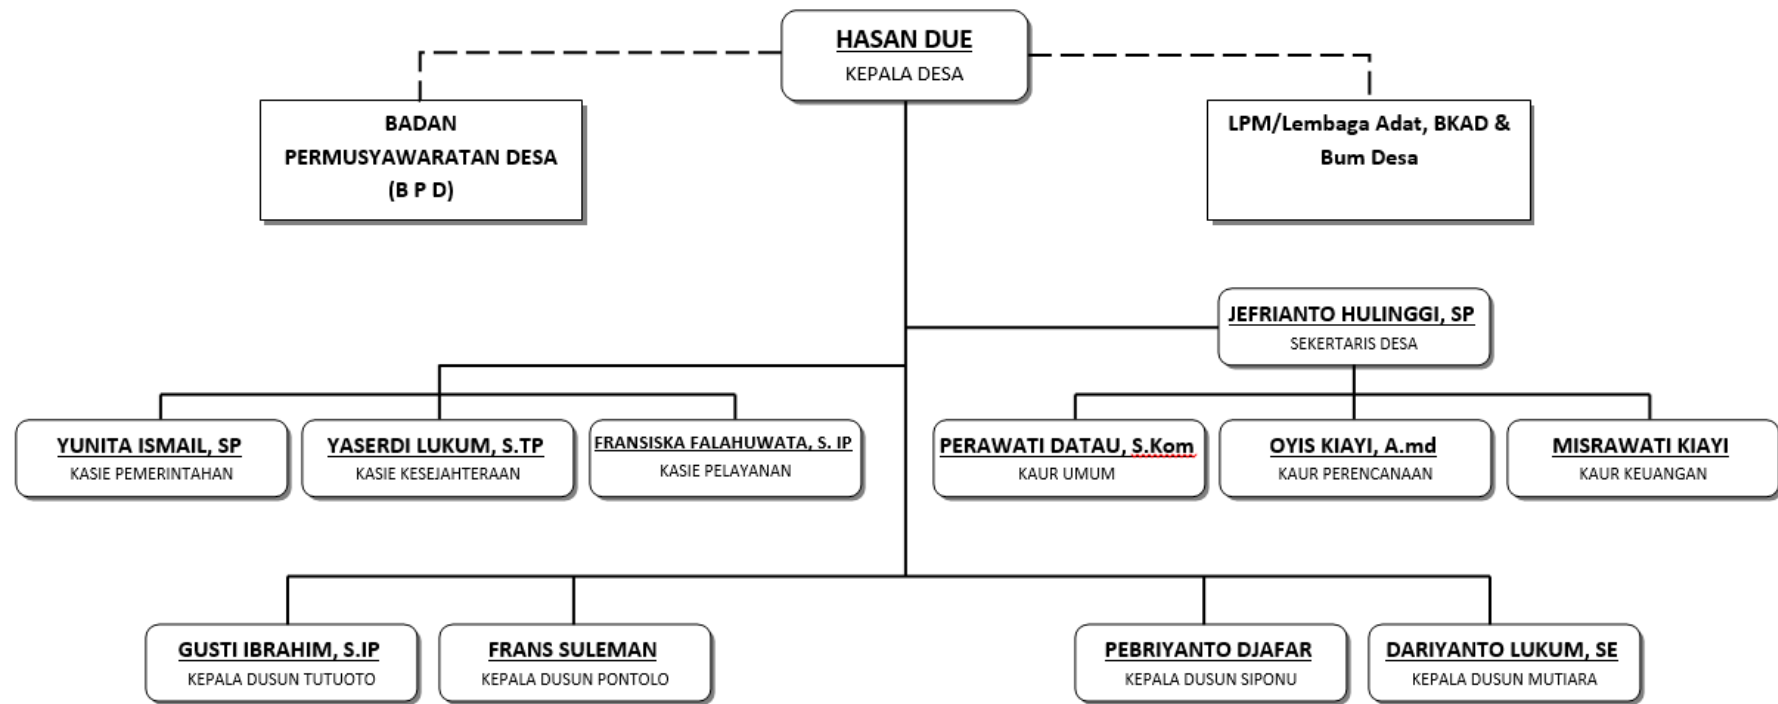 HASAN DUE
KEPALA DESA
BADAN
PERMUSYAWARATAN DESA
(B P D)
LPM/Lembaga Adat, BKAD &
Bum Desa
JEFRIANTO HULINGGI, SP
SEKERTARIS DESA
YUNITA ISMAIL, SP
KASIE PEMERINTAHAN
YASERDI LUKUM, S.TP
KASIE KESEJAHTERAAN
FRANSISKA FALAHUWATA, S. IP
KASIE PELAYANAN
PERAWATI DATAU, S.Kom
KAUR UMUM
OYIS KIAYI, A.md
KAUR PERENCANAAN
MISRAWATI KIAYI
KAUR KEUANGAN
GUSTI IBRAHIM, S.IP
KEPALA DUSUN TUTUOTO
FRANS SULEMAN
KEPALA DUSUN PONTOLO
PEBRIYANTO DJAFAR
KEPALA DUSUN SIPONU
DARIYANTO LUKUM, SE
KEPALA DUSUN MUTIARA